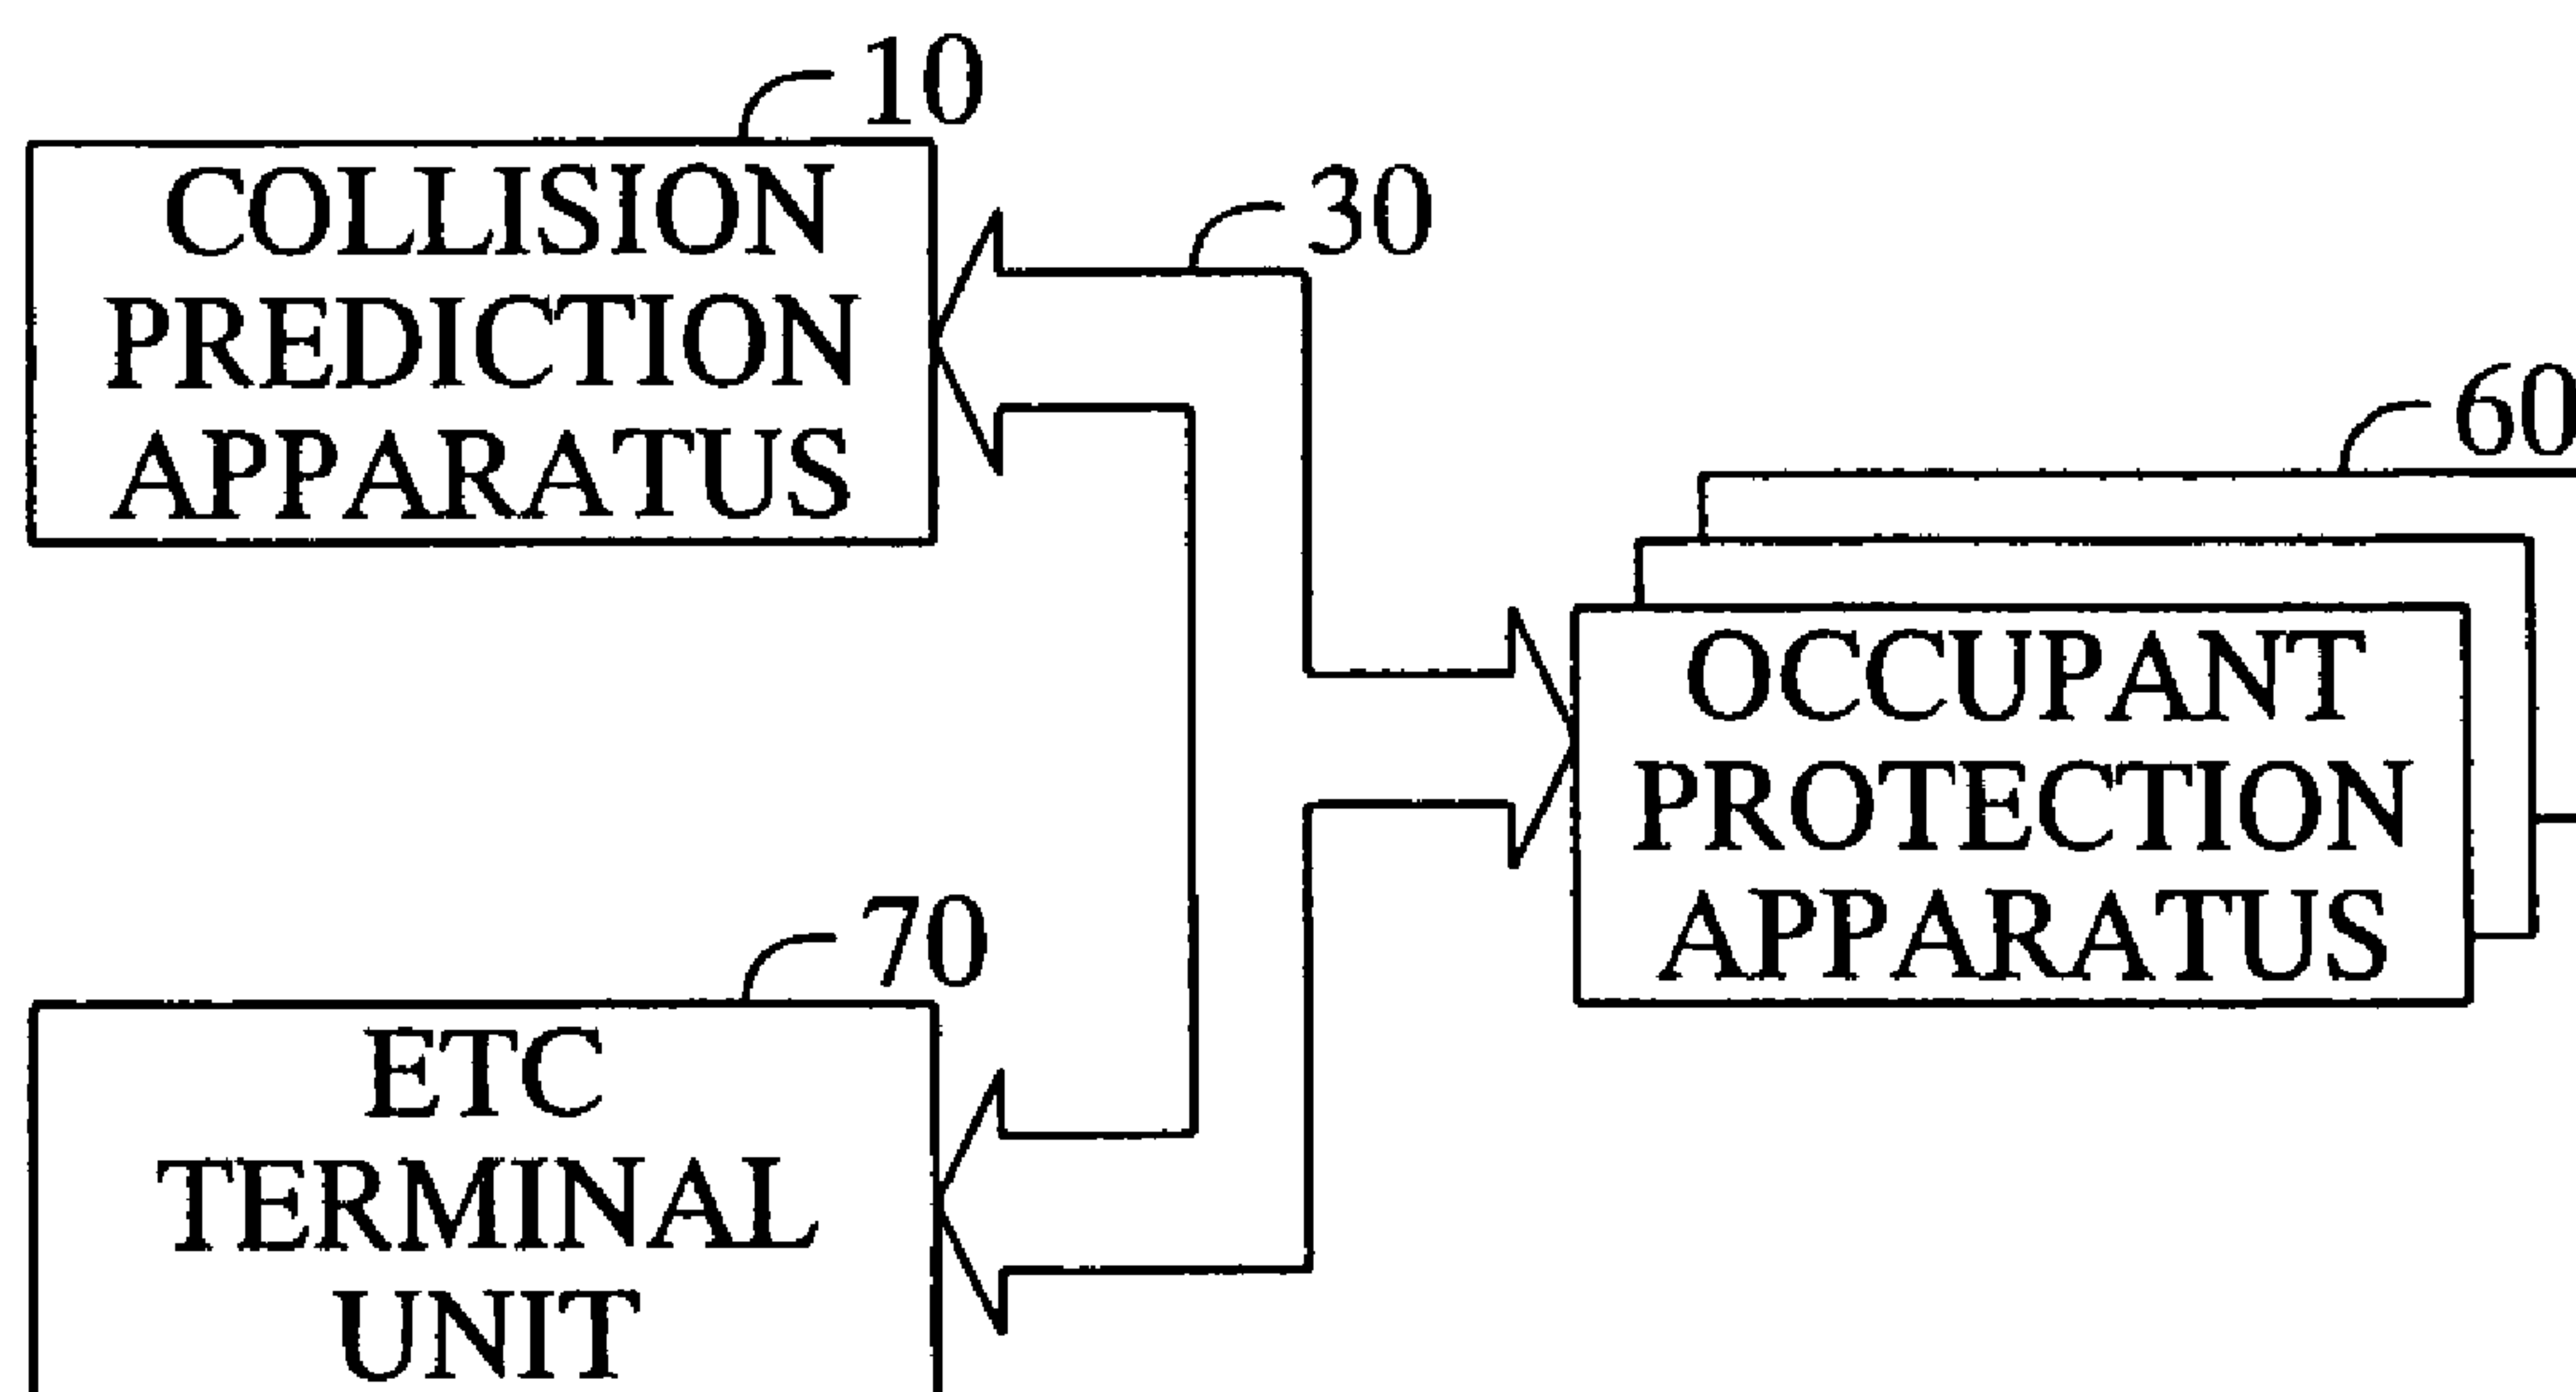 10
COLLISION
PREDICTION
APPARATUS
30
60
OCCUPANT
PROTECTION
APPARATUS
70
ETC
TERMINAL
UNIT